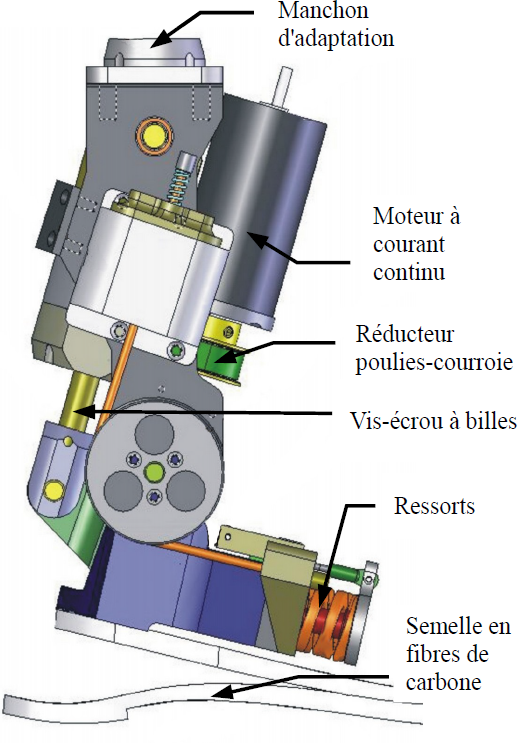 Manchon
d'adaptation
Moteur à
courant
continu
Réducteur
poulies-courroie
Vis-écrou à billes
Ressorts
Semelle en
fibres de
carbone